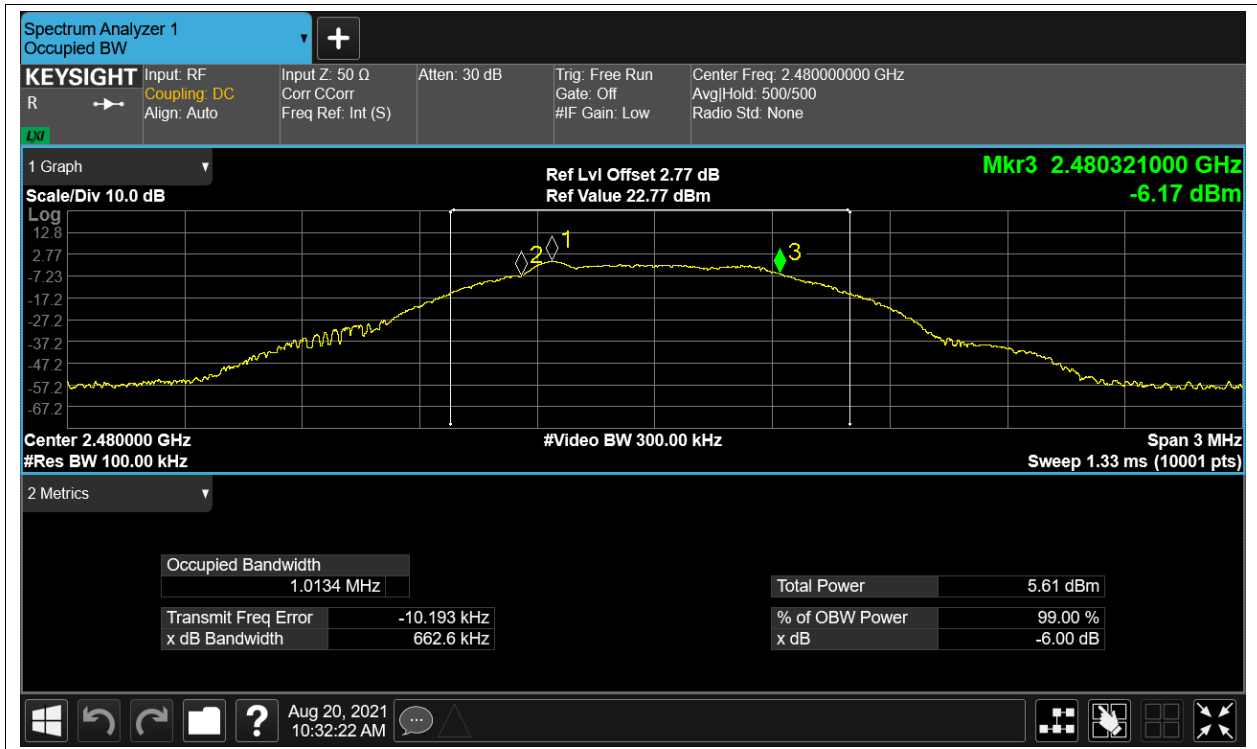 Spectrum Analyzer 1
Occupied BW
KEYSIGHT
R
LXI
Input: RF
Coupling: DC
Align: Auto
Input Z: 50 Ω
Corr CCorr
Freq Ref: Int (S)
Atten: 30 dB
Trig: Free Run
Gate: Off
#IF Gain: Low
Center Freq: 2.480000000 GHz
Avg|Hold: 500/500
Radio Std: None
1 Graph
Scale/Div 10.0 dB
Ref Lvl Offset 2.77 dB
Ref Value 22.77 dBm
Mkr3 2.480321000 GHz
-6.17 dBm
Log
12.8
2.77
-7.23
-17.2
-27.2
-37.2
-47.2
-57.2
-67.2
2
1
3
Center 2.480000 GHz
#Res BW 100.00 kHz
#Video BW 300.00 kHz
Span 3 MHz
Sweep 1.33 ms (10001 pts)
2 Metrics
Occupied Bandwidth
1.0134 MHz
Transmit Freq Error -10.193 kHz
x dB Bandwidth 662.6 kHz
Total Power 5.61 dBm
% of OBW Power 99.00 %
x dB -6.00 dB
?
Aug 20, 2021
10:32:22 AM